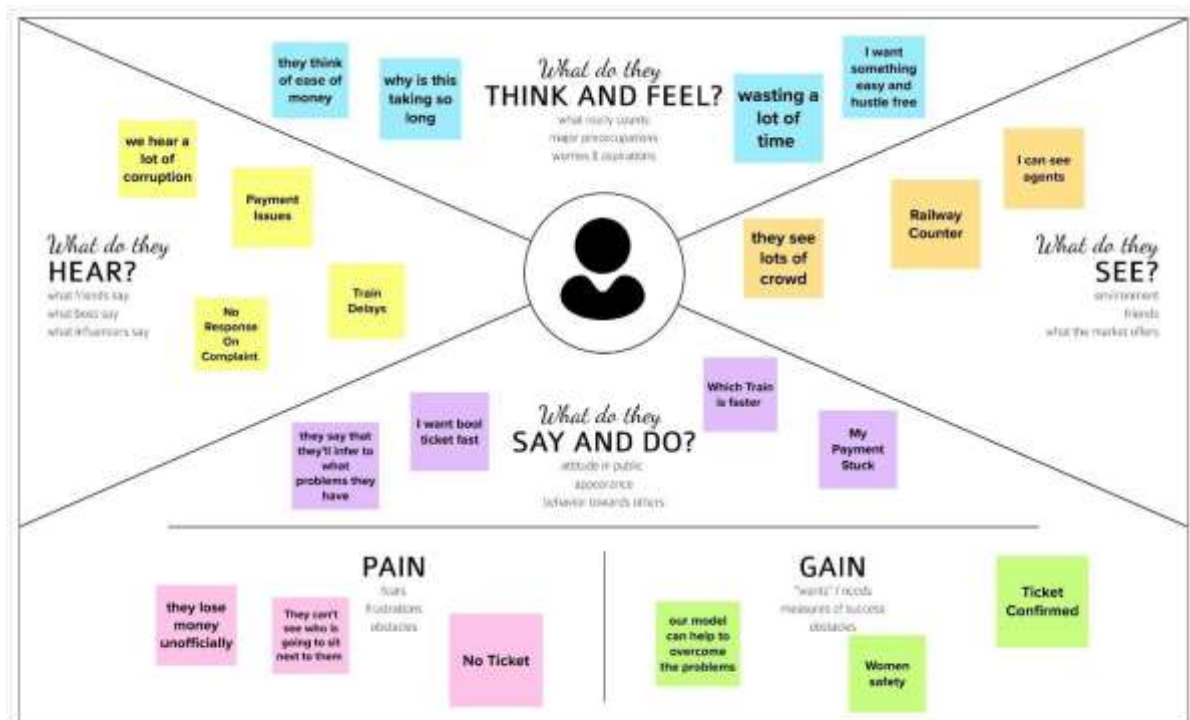 they think
of ease of
money
why is this
taking so
long
What do they
THINK AND FEEL?
what really counts
major preoccupations
worries & aspirations
wasting a
lot of
time
I want
something
easy and
hustle free
we hear a
lot of
corruption
Payment
Issues
What do they
HEAR?
what friends say
what boss say
what influencers say
No
Response
On
Complaint
Train
Delays
they see
lots of
crowd
Railway
Counter
I can see
agents
What do they
SEE?
environment
friends
what the market offers
they say that
they'll infer to
what
problems they
have
I want bool
ticket fast
What do they
SAY AND DO?
attitude in public
appearance
behavior towards others
Which Train
is faster
My
Payment
Stuck
PAIN
fears
frustrations
obstacles
they lose
money
unofficially
They can't
see who is
going to sit
next to them
No Ticket
GAIN
"wants" / needs
measures of success
obstacles
our model
can help to
overcome
the problems
Women
safety
Ticket
Confirmed